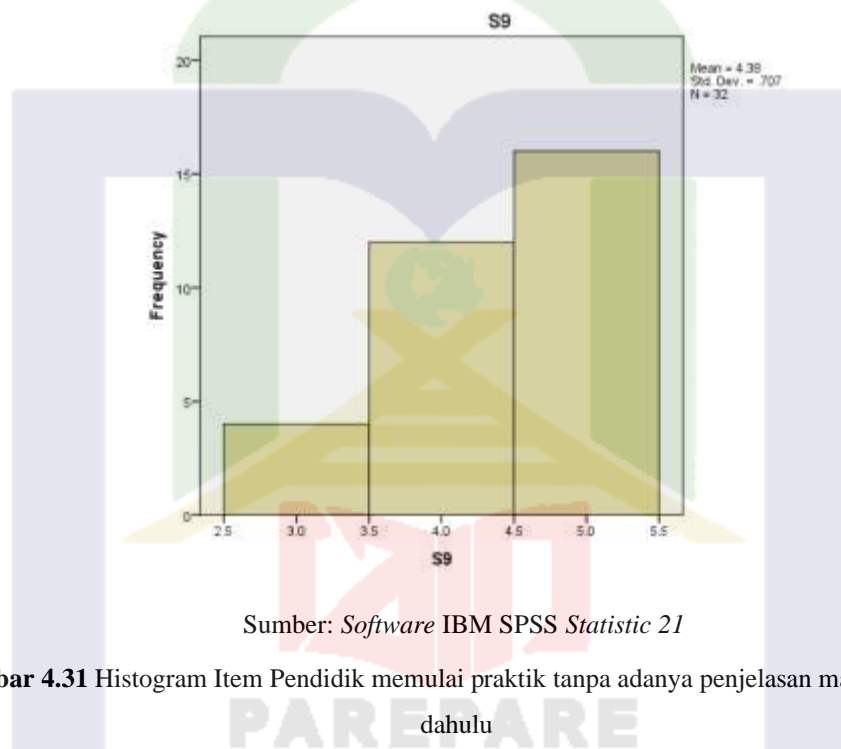 S9
Mean = 4.38
Std. Dev. = .707
N = 32
20
15
10
5
0
Frequency
2.5 3.0 3.5 4.0 4.5 5.0 5.5
S9
Sumber: Software IBM SPSS Statistic 21
bar 4.31 Histogram Item Pendidik memulai praktik tanpa adanya penjelasan ma
dahulu
PAREPARE